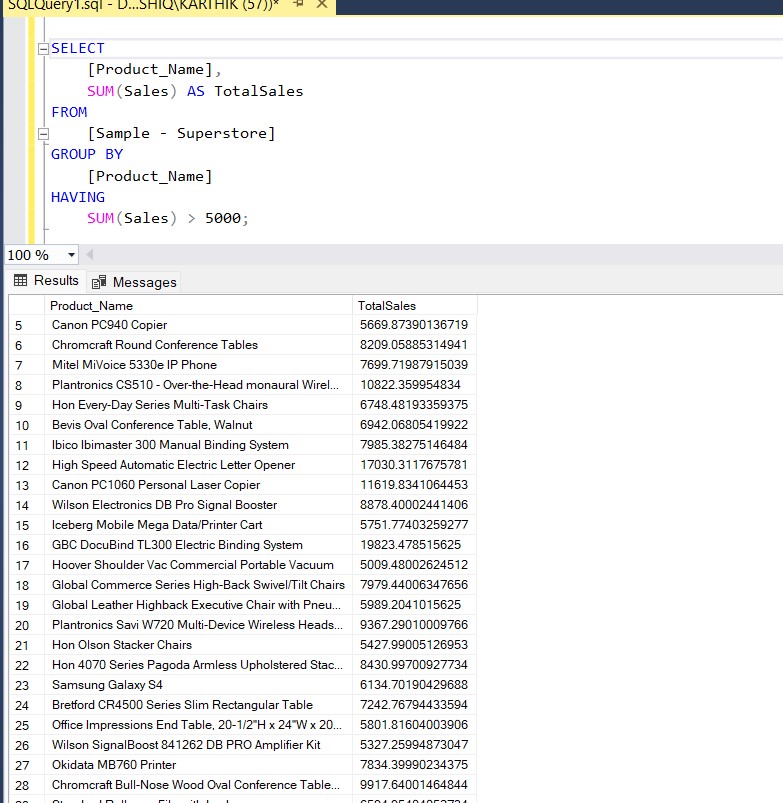 SQLQuery1.sql - D...SHIQ\KARTHIK (57))*
SELECT
[Product_Name],
SUM(Sales) AS TotalSales
FROM
[Sample - Superstore]
GROUP BY
[Product_Name]
HAVING
SUM(Sales) > 5000;
100 %
Results Messages
Product_Name TotalSales
5 Canon PC940 Copier 5669.87390136719
6 Chromcraft Round Conference Tables 8209.05885314941
7 Mitel MiVoice 5330e IP Phone 7699.71987915039
8 Plantronics CS510 - Over-the-Head monaural Wirel... 10822.359954834
9 Hon Every-Day Series Multi-Task Chairs 6748.48193359375
10 Bevis Oval Conference Table, Walnut 6942.06805419922
11 Ibico Ibimaster 300 Manual Binding System 7985.38275146484
12 High Speed Automatic Electric Letter Opener 17030.3117675781
13 Canon PC1060 Personal Laser Copier 11619.8341064453
14 Wilson Electronics DB Pro Signal Booster 8878.40002441406
15 Iceberg Mobile Mega Data/Printer Cart 5751.77403259277
16 GBC DocuBind TL300 Electric Binding System 19823.478515625
17 Hoover Shoulder Vac Commercial Portable Vacuum 5009.48002624512
18 Global Commerce Series High-Back Swivel/Tilt Chairs 7979.44006347656
19 Global Leather Highback Executive Chair with Pneu... 5989.2041015625
20 Plantronics Savi W720 Multi-Device Wireless Heads... 9367.29010009766
21 Hon Olson Stacker Chairs 5427.99005126953
22 Hon 4070 Series Pagoda Armless Upholstered Stac... 8430.99700927734
23 Samsung Galaxy S4 6134.70190429688
24 Bretford CR4500 Series Slim Rectangular Table 7242.76794433594
25 Office Impressions End Table, 20-1/2"H x 24"W x 20... 5801.81604003906
26 Wilson SignalBoost 841262 DB PRO Amplifier Kit 5327.25994873047
27 Okidata MB760 Printer 7834.39990234375
28 Chromcraft Bull-Nose Wood Oval Conference Table... 9917.64001464844